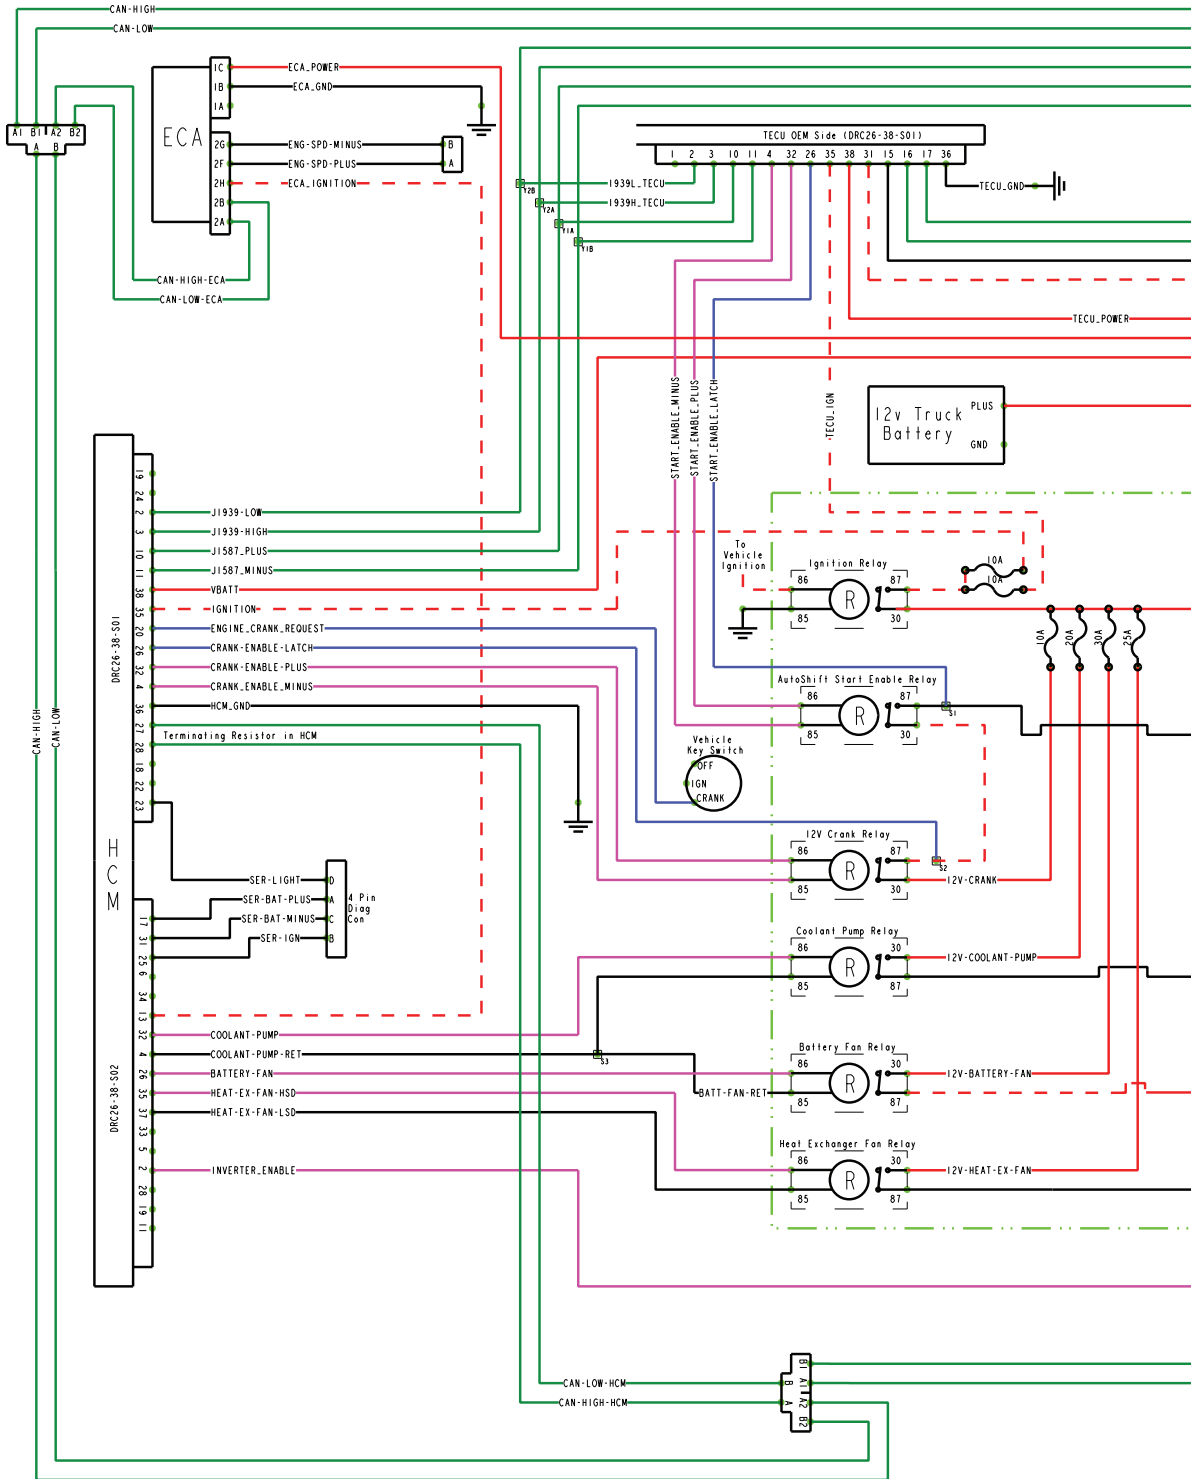 CAN-HIGH
CAN-LOW
A1 B1 A2 B2
A B
ECA
1C
1B
1A
2G
2F
2H
2B
2A
ECA_POWER
ECA_GND
ENG-SPD-MINUS
ENG-SPD-PLUS
B
A
ECA_IGNITION
CAN-HIGH-ECA
CAN-LOW-ECA
TECU OEM Side (DRC26-38-S01)
1 2 3 10 11 4 32 26 35 38 31 15 16 17 36
TECU_GND
1939L_TECU
1939H_TECU
Y2B
Y2A
Y1A
Y1B
TECU_POWER
START_ENABLE_MINUS
START_ENABLE_PLUS
START_ENABLE_LATCH
TECU_IGN
12v Truck
Battery
PLUS
GND
HCM
DRC26-38-S01
19
24
2
3
10
11
38
35
20
26
32
4
36
27
28
18
22
23
J1939-LOW
J1939-HIGH
J1587_PLUS
J1587_MINUS
VBATT
IGNITION
ENGINE_CRANK_REQUEST
CRANK-ENABLE-LATCH
CRANK-ENABLE-PLUS
CRANK_ENABLE_MINUS
HCM_GND
Terminating Resistor in HCM
CAN-HIGH
CAN-LOW
To
Vehicle
Ignition
Ignition Relay
86 87
R
85 30
10A
10A
10A
20A
30A
25A
AutoShift Start Enable Relay
86 87
R
85 30
S1
Vehicle
Key Switch
OFF
IGN
CRANK
12V Crank Relay
86 87
R
85 30
S2
12V-CRANK
SER-LIGHT
SER-BAT-PLUS
SER-BAT-MINUS
SER-IGN
D
A
C
B
4 Pin
Diag
Con
Coolant Pump Relay
86 30
R
85 87
12V-COOLANT-PUMP
DRC26-38-S02
17
31
25
6
34
13
32
4
26
35
37
33
5
2
28
19
11
COOLANT-PUMP
COOLANT-PUMP-RET
BATTERY-FAN
HEAT-EX-FAN-HSD
HEAT-EX-FAN-LSD
INVERTER_ENABLE
S3
BATT-FAN-RET
Battery Fan Relay
86 30
R
85 87
12V-BATTERY-FAN
Heat Exchanger Fan Relay
86 30
R
85 87
12V-HEAT-EX-FAN
CAN-LOW-HCM
CAN-HIGH-HCM
B
A
B1
A1
A2
B2